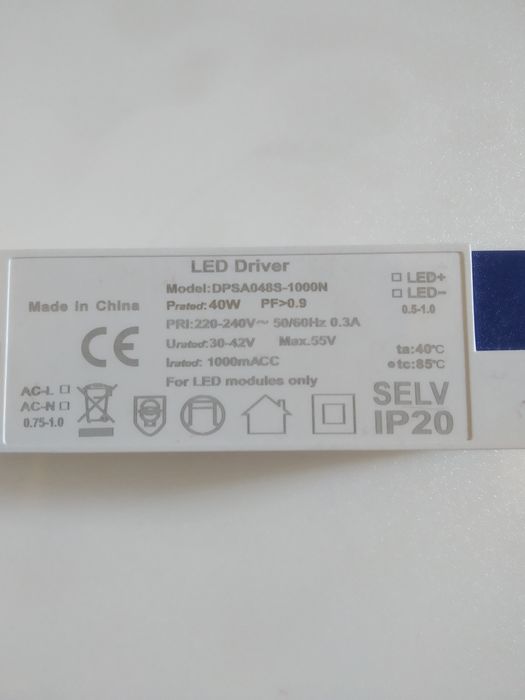 LED Driver
Model:DPSA048S-1000N
Prated:40W PF>0.9
PRI:220-240V~ 50/60Hz 0.3A
Urated:30-42V Max.55V
Irated: 1000mACC
For LED modules only
Made in China
CE
AC-L
AC-N
0.75-1.0
LED+
LED-
0.5-1.0
ta:40°C
tc:85°C
SELV
IP20